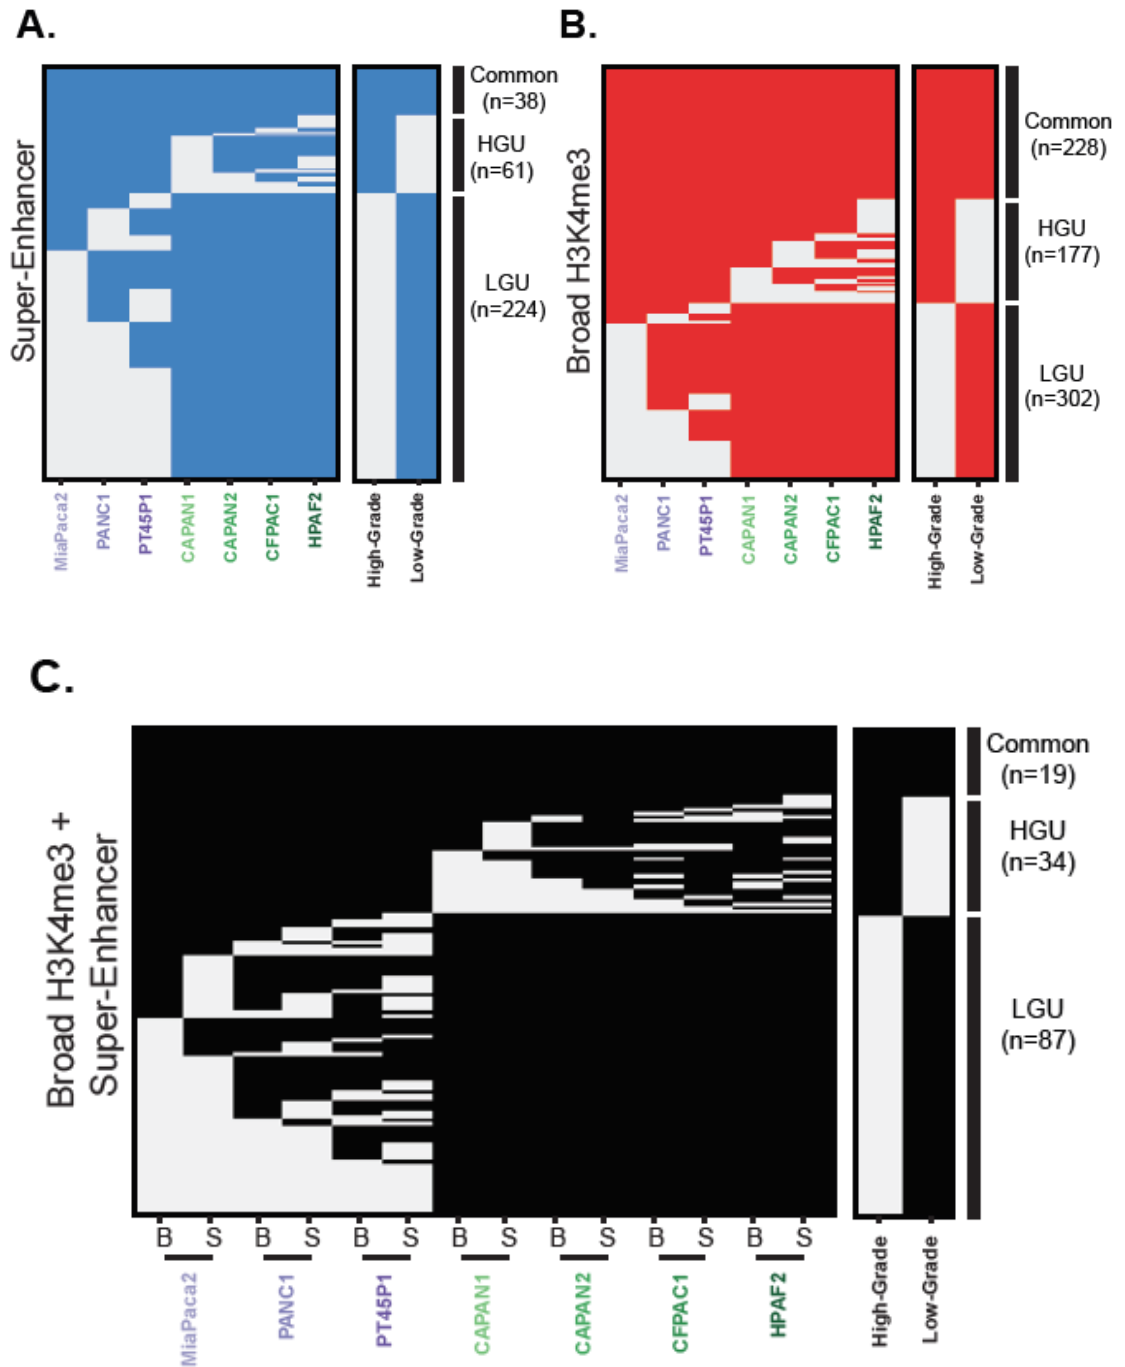 A.
Super-Enhancer
Common
(n=38)
HGU
(n=61)
LGU
(n=224)
MiaPaca2
PANC1
PT45P1
CAPAN1
CAPAN2
CFPAC1
HPAF2
High-Grade
Low-Grade
B.
Broad H3K4me3
Common
(n=228)
HGU
(n=177)
LGU
(n=302)
MiaPaca2
PANC1
PT45P1
CAPAN1
CAPAN2
CFPAC1
HPAF2
High-Grade
Low-Grade
C.
Broad H3K4me3 +
Super-Enhancer
Common
(n=19)
HGU
(n=34)
LGU
(n=87)
B S B S B S B S B S B S B S
MiaPaca2
PANC1
PT45P1
CAPAN1
CAPAN2
CFPAC1
HPAF2
High-Grade
Low-Grade